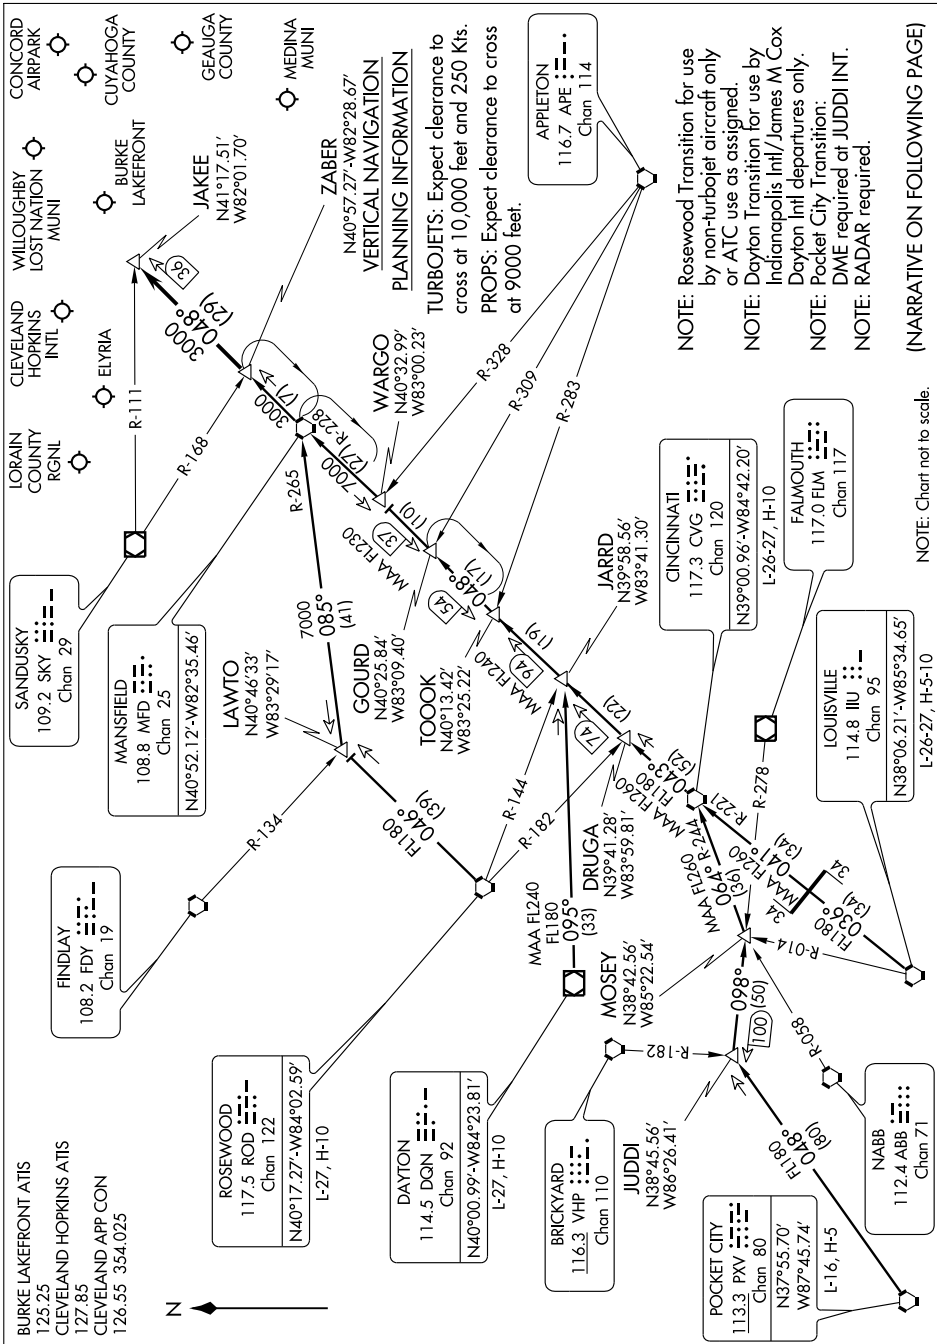 BURKE LAKEFRONT ATIS
125.25
CLEVELAND HOPKINS ATIS
127.85
CLEVELAND APP CON
126.55 354.025
N
LORAIN
COUNTY
RGNL
CLEVELAND
HOPKINS
INTL
ELYRIA
WILLOUGHBY
LOST NATION
MUNI
BURKE
LAKEFRONT
CONCORD
AIRPARK
CUYAHOGA
COUNTY
GEAUGA
COUNTY
MEDINA
MUNI
SANDUSKY
109.2 SKY
Chan 29
R-111
R-168
JAKEE
N41°17.51'
W82°01.70'
36
3000
048°
(29)
ZABER
N40°57.27'-W82°28.67'
VERTICAL NAVIGATION
PLANNING INFORMATION
TURBOJETS: Expect clearance to
cross at 10,000 feet and 250 Kts.
PROPS: Expect clearance to cross
at 9000 feet.
MANSFIELD
108.8 MFD
Chan 25
N40°52.12'-W82°35.46'
3000
(7)
R-228
7000
(27)
R-265
7000
085°
(41)
WARGO
N40°32.99'
W83°00.23'
37
(10)
MAA FL230
APPLETON
116.7 APE
Chan 114
R-328
R-309
R-283
FINDLAY
108.2 FDY
Chan 19
R-134
LAWTO
N40°46'33'
W83°29'17'
FL180
046°
(39)
GOURD
N40°25.84'
W83°09.40'
048°
(17)
54
TOOOK
N40°13.42'
W83°25.22'
MAA FL240
94
(19)
JARRD
N39°58.56'
W83°41.30'
74
(22)
ROSEWOOD
117.5 ROD
Chan 122
N40°17.27'-W84°02.59'
L-27, H-10
R-144
R-182
DAYTON
114.5 DQN
Chan 92
N40°00.99'-W84°23.81'
L-27, H-10
MAA FL240
FL180
095°
(33)
DRUGA
N39°41.28'
W83°59.81'
MAA FL260
FL180
043°
(52)
CINCINNATI
117.3 CVG
Chan 120
N39°00.96'-W84°42.20'
L-26-27, H-10
FALMOUTH
117.0 FLM
Chan 117
R-278
BRICKYARD
116.3 VHP
Chan 110
R-182
MOSEY
N38°42.56'
W85°22.54'
MAA FL260
064° R-244
(36)
R-221
MAA FL260
041°
(34)
34
34
FL180
036°
(34)
R-014
LOUISVILLE
114.8 IIU
Chan 95
N38°06.21'-W85°34.65'
L-26-27, H-5-10
JUDDI
N38°45.56'
W86°26.41'
098°
(50)
100
R-058
NABB
112.4 ABB
Chan 71
FL180
048°
(80)
POCKET CITY
113.3 PXV
Chan 80
N37°55.70'
W87°45.74'
L-16, H-5
NOTE: Rosewood Transition for use
by non-turbojet aircraft only
or ATC use as assigned.
NOTE: Dayton Transition for use by
Indianapolis Intl/James M Cox
Dayton Intl departures only.
NOTE: Pocket City Transition:
DME required at JUDDI INT.
NOTE: RADAR required.
(NARRATIVE ON FOLLOWING PAGE)
NOTE: Chart not to scale.